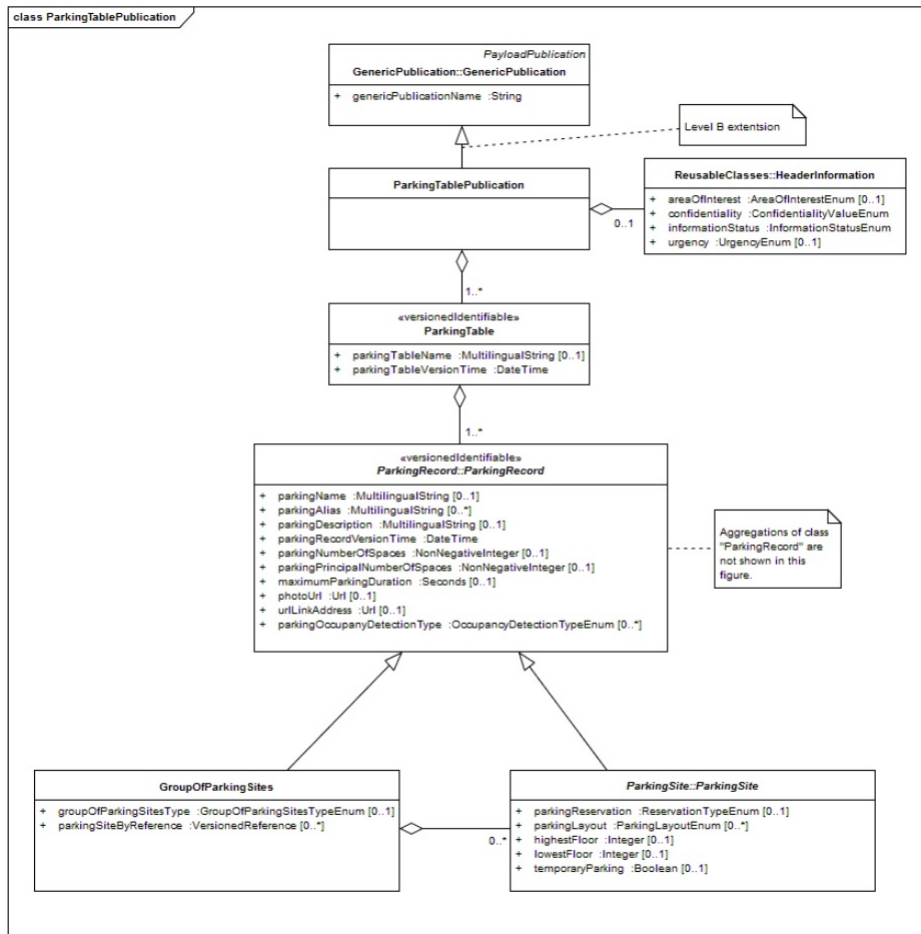 class ParkingTablePublication
PayloadPublication
GenericPublication::GenericPublication
+ genericPublicationName :String
Level B extentsion
ParkingTablePublication
ReusableClasses::HeaderInformation
+ areaOfInterest :AreaOfInterestEnum [0..1]
+ confidentiality :ConfidentialityValueEnum
+ informationStatus :InformationStatusEnum
+ urgency :UrgencyEnum [0..1]
0..1
1..*
«versionedIdentifiable»
ParkingTable
+ parkingTableName :MultilingualString [0..1]
+ parkingTableVersionTime :DateTime
1..*
«versionedIdentifiable»
ParkingRecord::ParkingRecord
+ parkingName :MultilingualString [0..1]
+ parkingAlias :MultilingualString [0..*]
+ parkingDescription :MultilingualString [0..1]
+ parkingRecordVersionTime :DateTime
+ parkingNumberOfSpaces :NonNegativeInteger [0..1]
+ parkingPrincipalNumberOfSpaces :NonNegativeInteger [0..1]
+ maximumParkingDuration :Seconds [0..1]
+ photoUrl :Url [0..1]
+ urlLinkAddress :Url [0..1]
+ parkingOccupanyDetectionType :OccupancyDetectionTypeEnum [0..*]
Aggregations of class
"ParkingRecord" are
not shown in this
figure.
GroupOfParkingSites
+ groupOfParkingSitesType :GroupOfParkingSitesTypeEnum [0..1]
+ parkingSiteByReference :VersionedReference [0..*]
0..*
ParkingSite::ParkingSite
+ parkingReservation :ReservationTypeEnum [0..1]
+ parkingLayout :ParkingLayoutEnum [0..*]
+ highestFloor :Integer [0..1]
+ lowestFloor :Integer [0..1]
+ temporaryParking :Boolean [0..1]